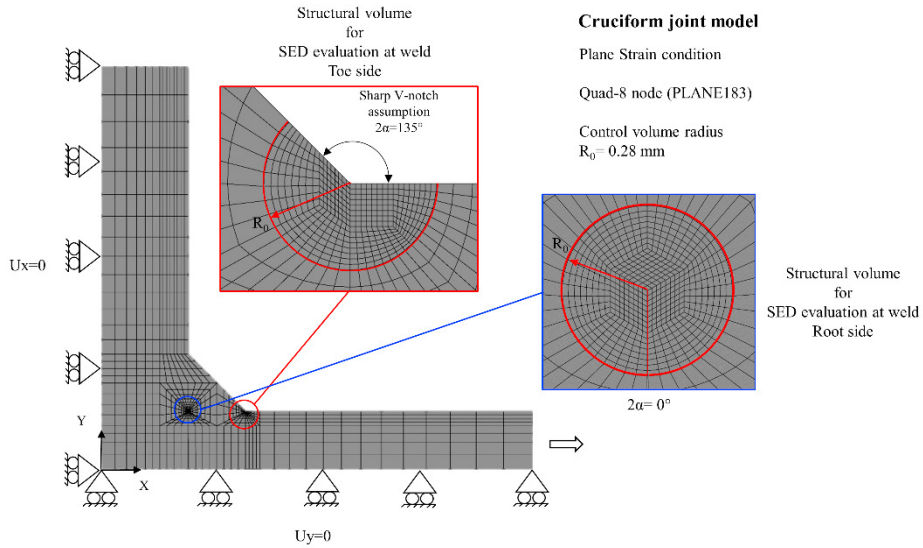 Structural volume
for
SED evaluation at weld
Toe side
Cruciform joint model
Plane Strain condition
Quad-8 node (PLANE183)
Control volume radius
R₀= 0.28 mm
Sharp V-notch
assumption
2α=135°
R₀
R₀
Ux=0
Structural volume
for
SED evaluation at weld
Root side
2α= 0°
Y
X
Uy=0